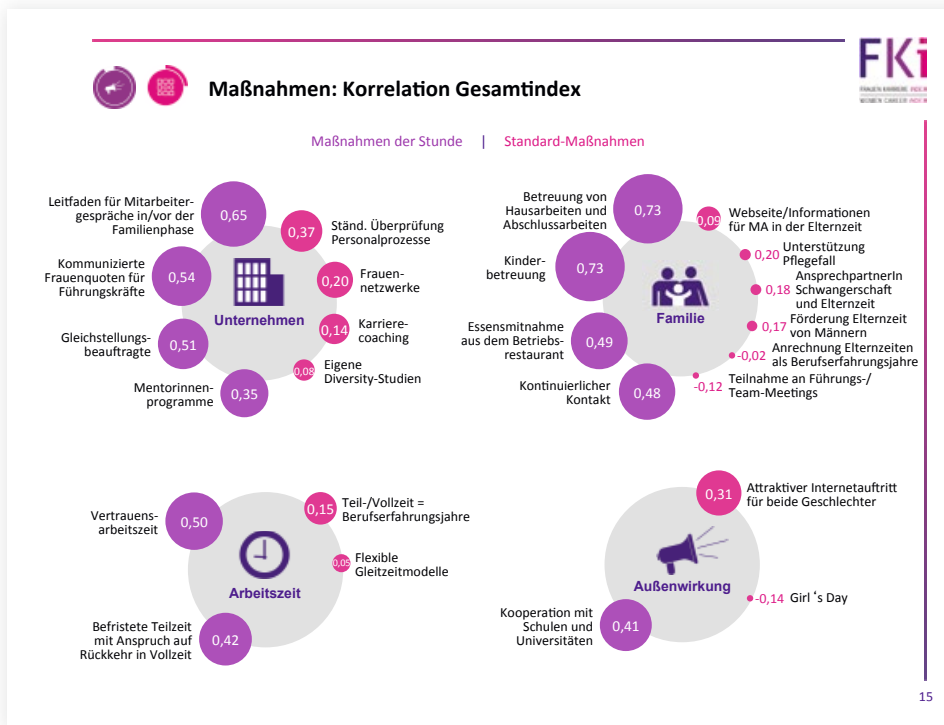 FKi
FRAUEN KARRIERE INDEX
WOMEN CAREER INDEX
Maßnahmen: Korrelation Gesamtindex
Maßnahmen der Stunde | Standard-Maßnahmen
Leitfaden für Mitarbeiter-
gespräche in/vor der
Familienphase
0,65
Kommunizierte
Frauenquoten für
Führungskräfte
0,54
Gleichstellungs-
beauftragte
0,51
Mentorinnen-
programme
0,35
Unternehmen
0,37
Ständ. Überprüfung
Personalprozesse
0,20
Frauen-
netzwerke
0,14
Karriere-
coaching
0,08
Eigene
Diversity-Studien
Betreuung von
Hausarbeiten und
Abschlussarbeiten
0,73
Kinder-
betreuung
0,73
Essensmitnahme
aus dem Betriebs-
restaurant
0,49
Kontinuierlicher
Kontakt
0,48
Familie
0,09
Webseite/Informationen
für MA in der Elternzeit
0,20
Unterstützung
Pflegefall
0,18
AnsprechpartnerIn
Schwangerschaft
und Elternzeit
0,17
Förderung Elternzeit
von Männern
-0,02
Anrechnung Elternzeiten
als Berufserfahrungsjahre
-0,12
Teilnahme an Führungs-/
Team-Meetings
Vertrauens-
arbeitszeit
0,50
Befristete Teilzeit
mit Anspruch auf
Rückkehr in Vollzeit
0,42
Arbeitszeit
0,15
Teil-/Vollzeit =
Berufserfahrungsjahre
0,05
Flexible
Gleitzeitmodelle
0,31
Attraktiver Internetauftritt
für beide Geschlechter
Außenwirkung
-0,14 Girl 's Day
Kooperation mit
Schulen und
Universitäten
0,41
15